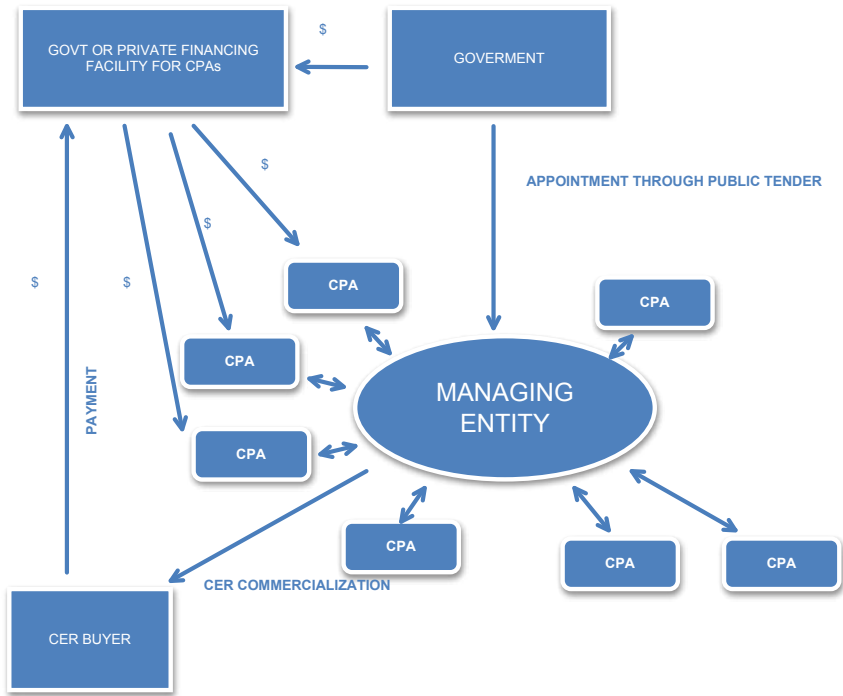 $
GOVT OR PRIVATE FINANCING
FACILITY FOR CPAs
GOVERMENT
$
APPOINTMENT THROUGH PUBLIC TENDER
$
$
$
CPA
CPA
CPA
CPA
MANAGING
ENTITY
PAYMENT
CPA
CPA
CPA
CER COMMERCIALIZATION
CER BUYER